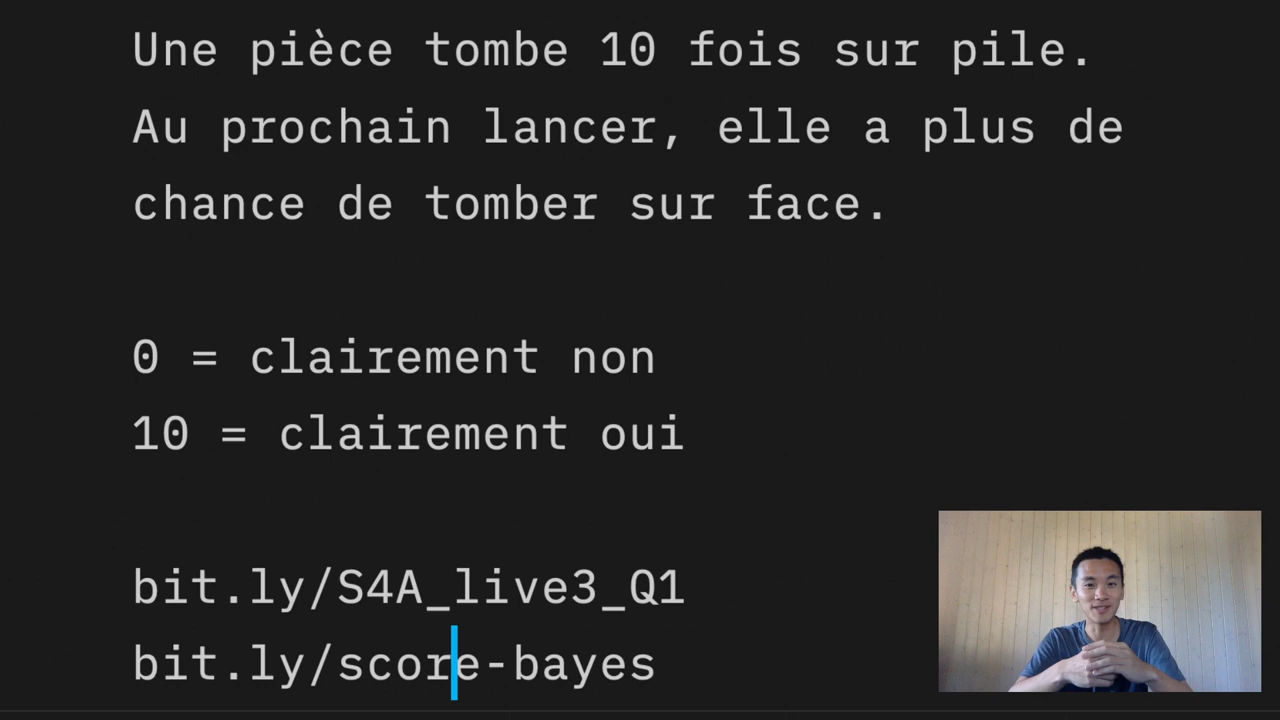 Une pièce tombe 10 fois sur pile.
Au prochain lancer, elle a plus de
chance de tomber sur face.
0 = clairement non
10 = clairement oui
bit.ly/S4A_live3_Q1
bit.ly/score-bayes